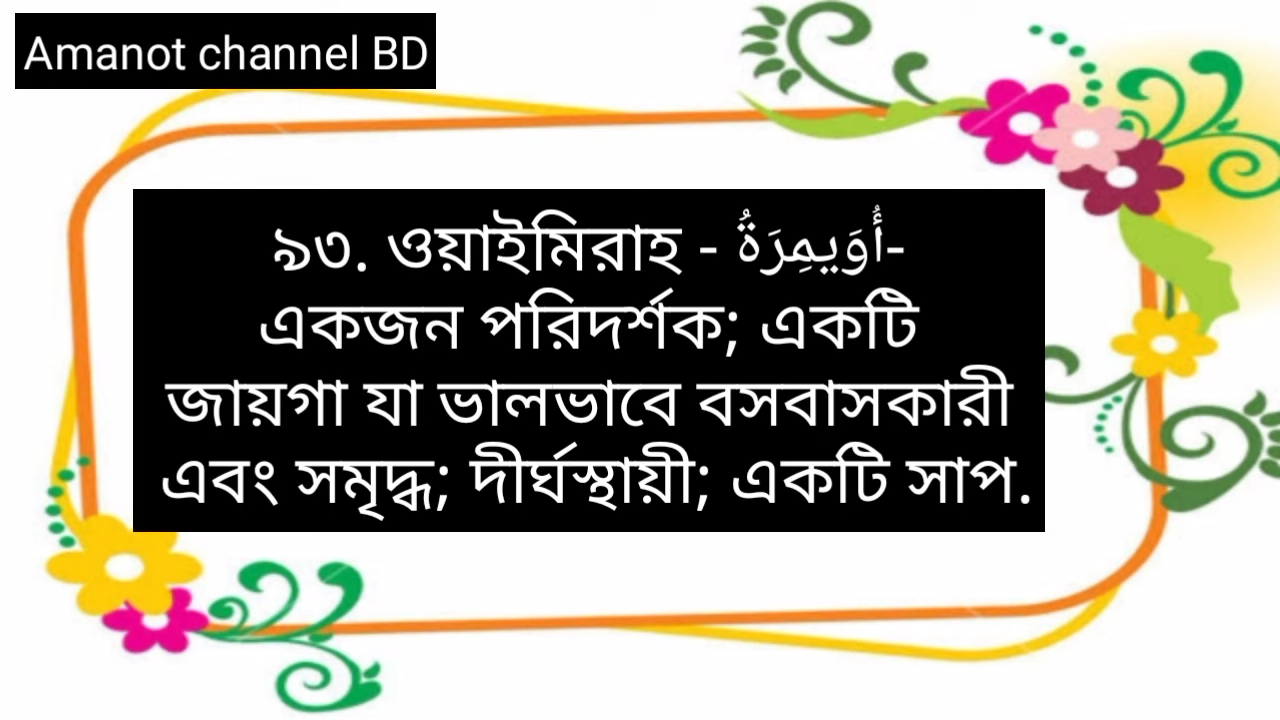 Amanot channel BD
৯৩. ওয়াইমিরাহ - أُوَيمِرَةُ-
একজন পরিদর্শক; একটি
জায়গা যা ভালভাবে বসবাসকারী
এবং সমৃদ্ধ; দীর্ঘস্থায়ী; একটি সাপ.